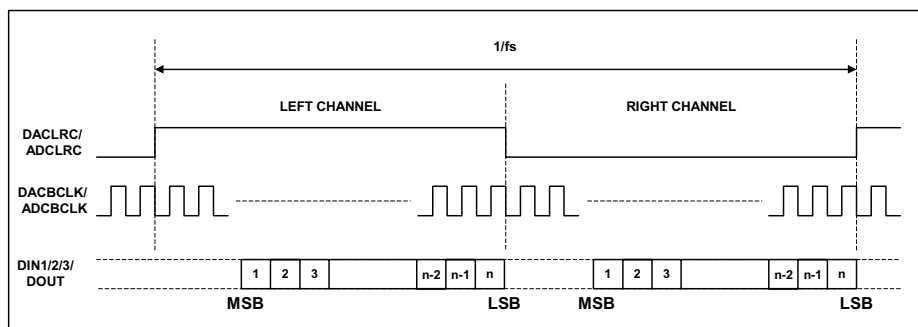 1/fs
LEFT CHANNEL
RIGHT CHANNEL
DACLRC/
ADCLRC
DACBCLK/
ADCBCLK
DIN1/2/3/
DOUT
1 2 3 n-2 n-1 n 1 2 3 n-2 n-1 n
MSB LSB MSB LSB